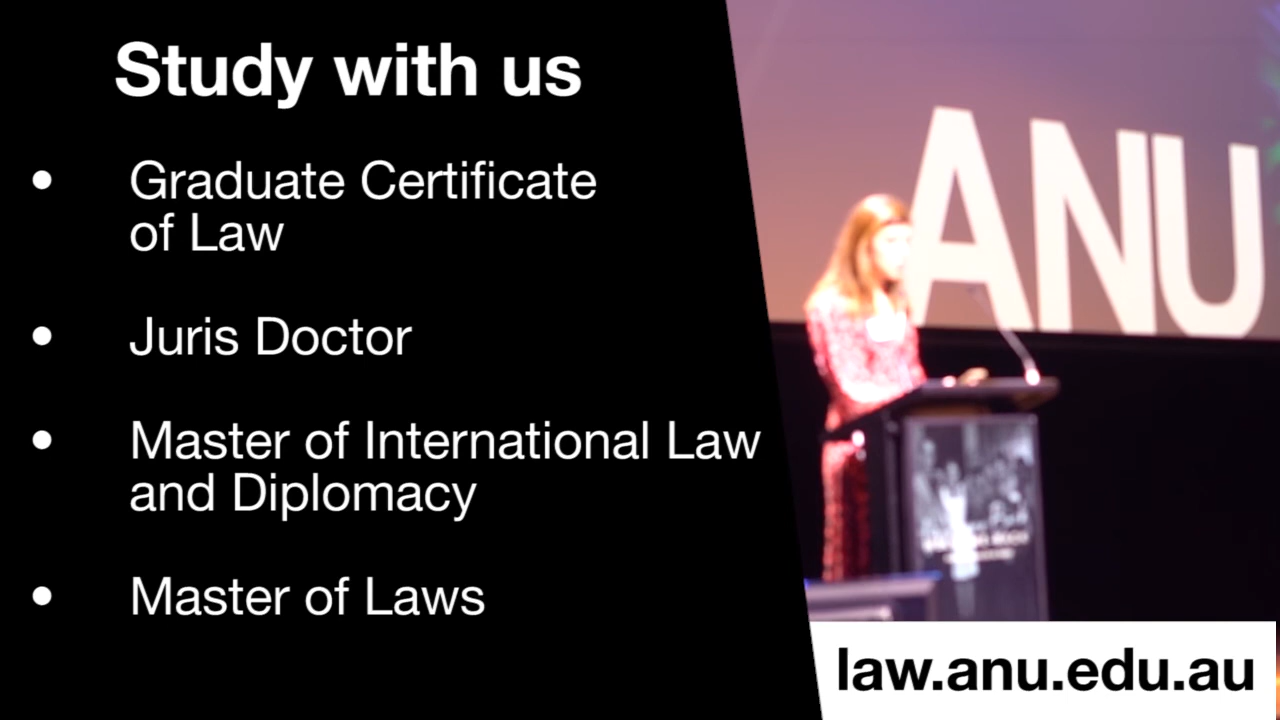 Study with us
• Graduate Certificate
of Law
• Juris Doctor
• Master of International Law
and Diplomacy
• Master of Laws
ANU
law.anu.edu.au